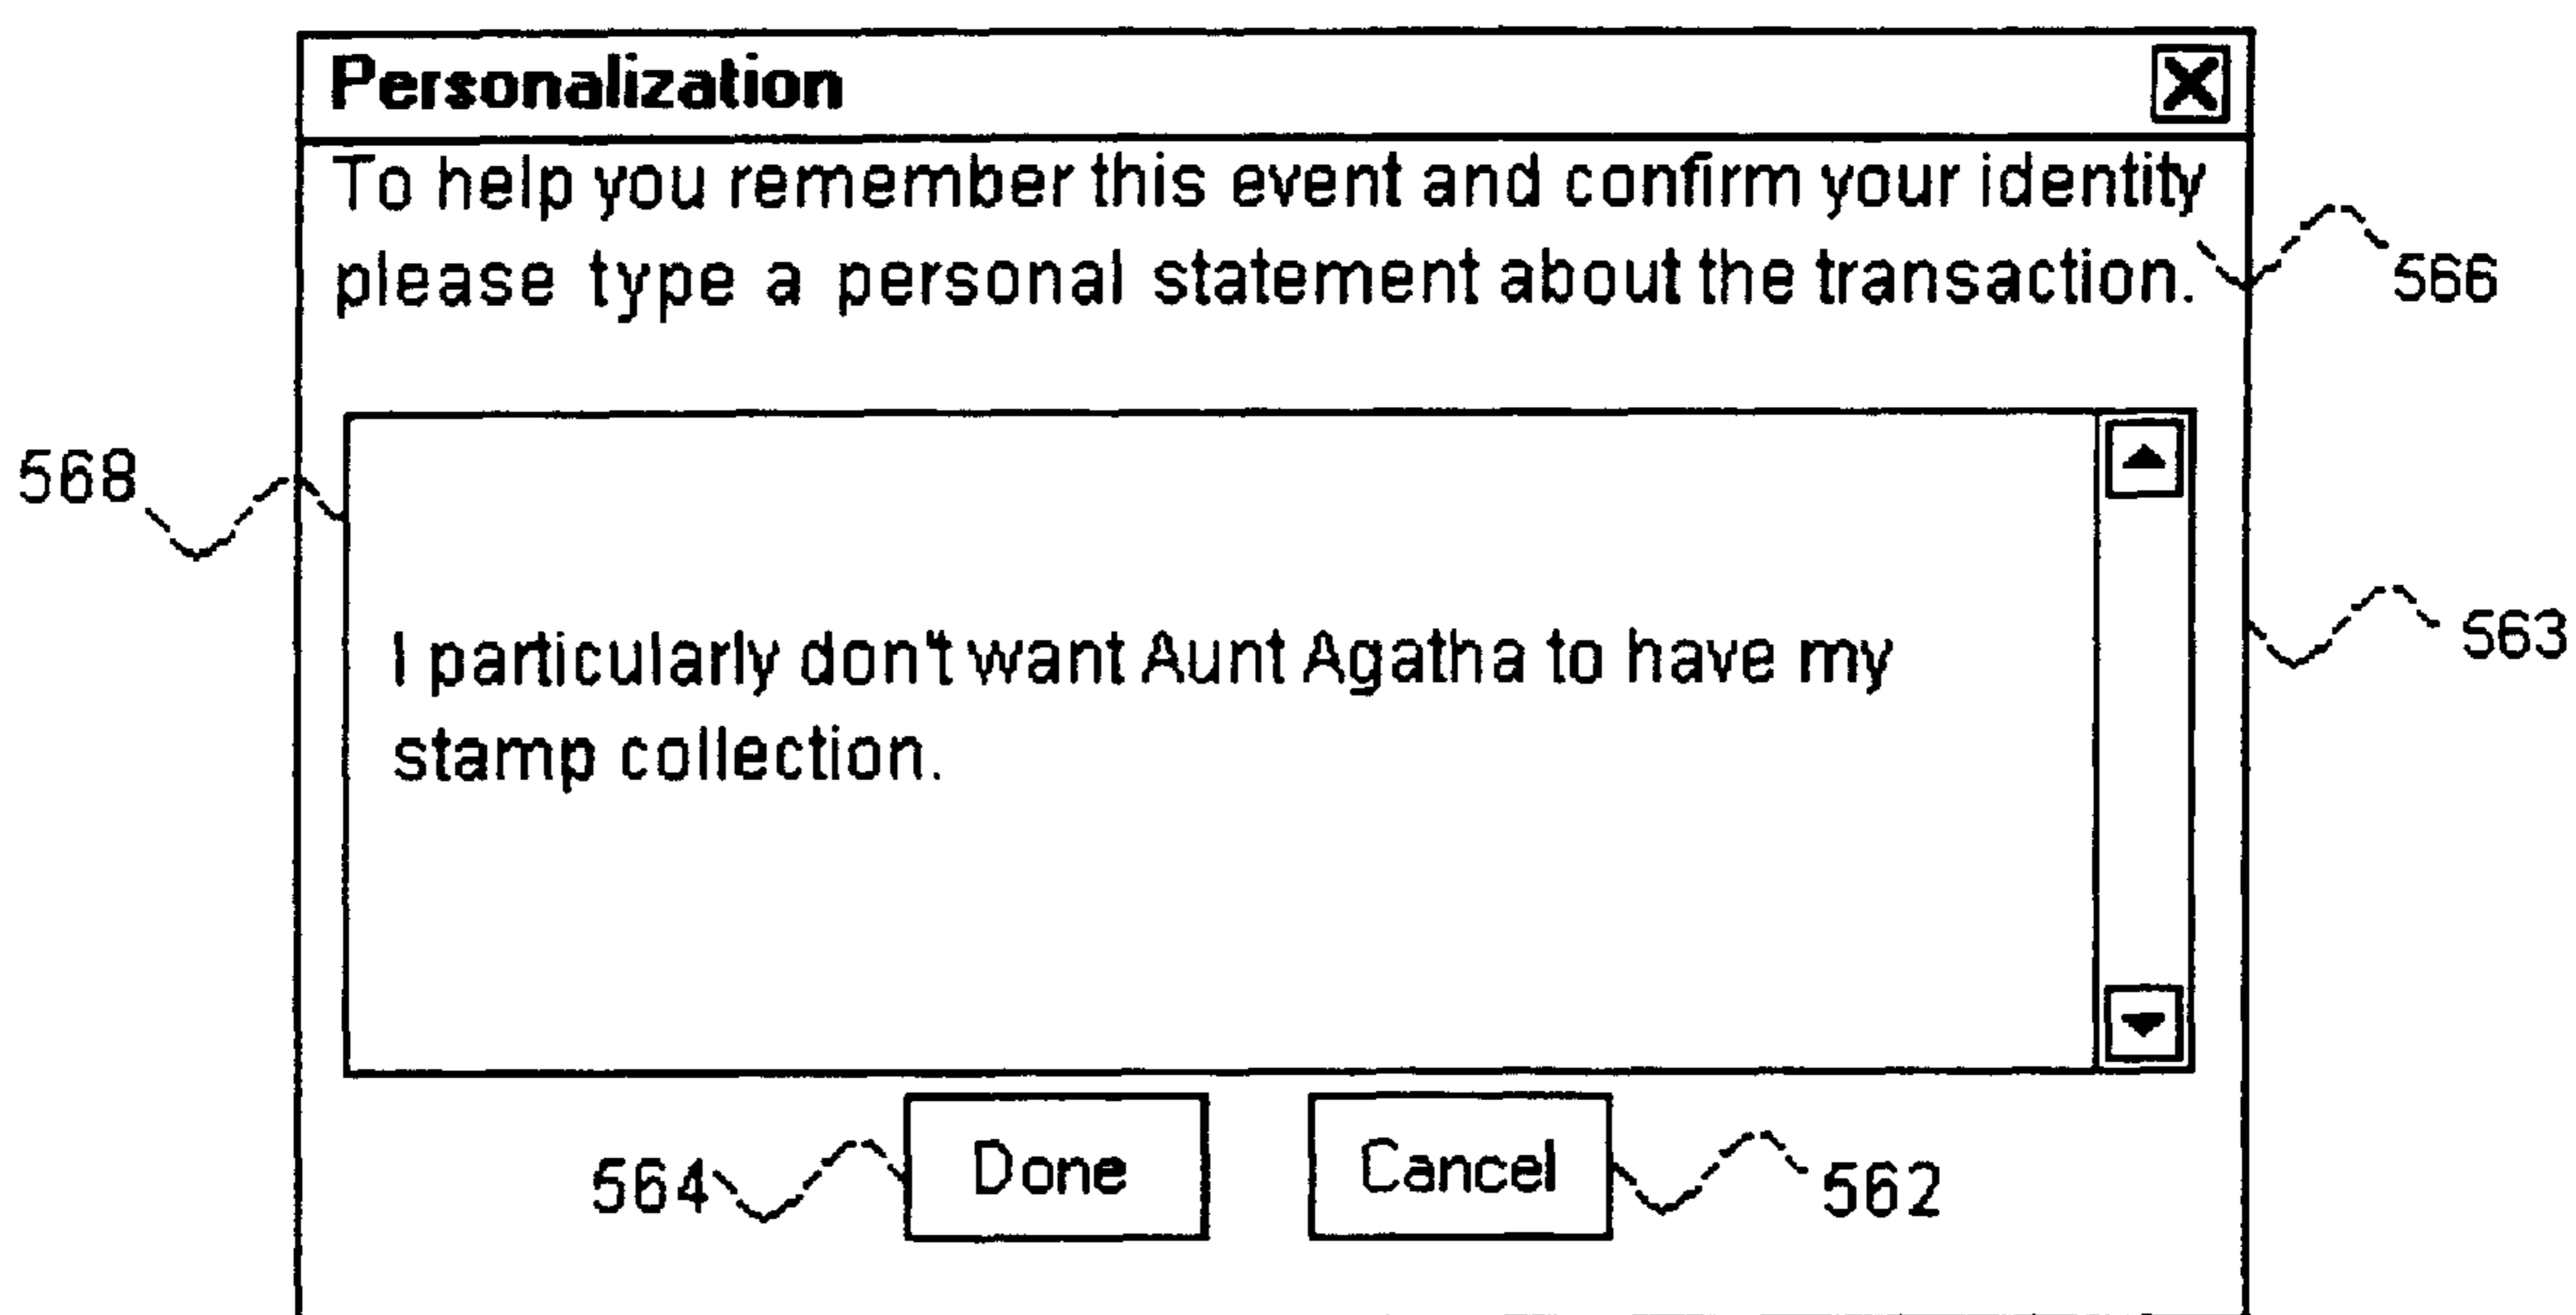 Personalization
To help you remember this event and confirm your identity
please type a personal statement about the transaction.
566
568
563
I particularly don't want Aunt Agatha to have my
stamp collection.
564
Done
Cancel
562